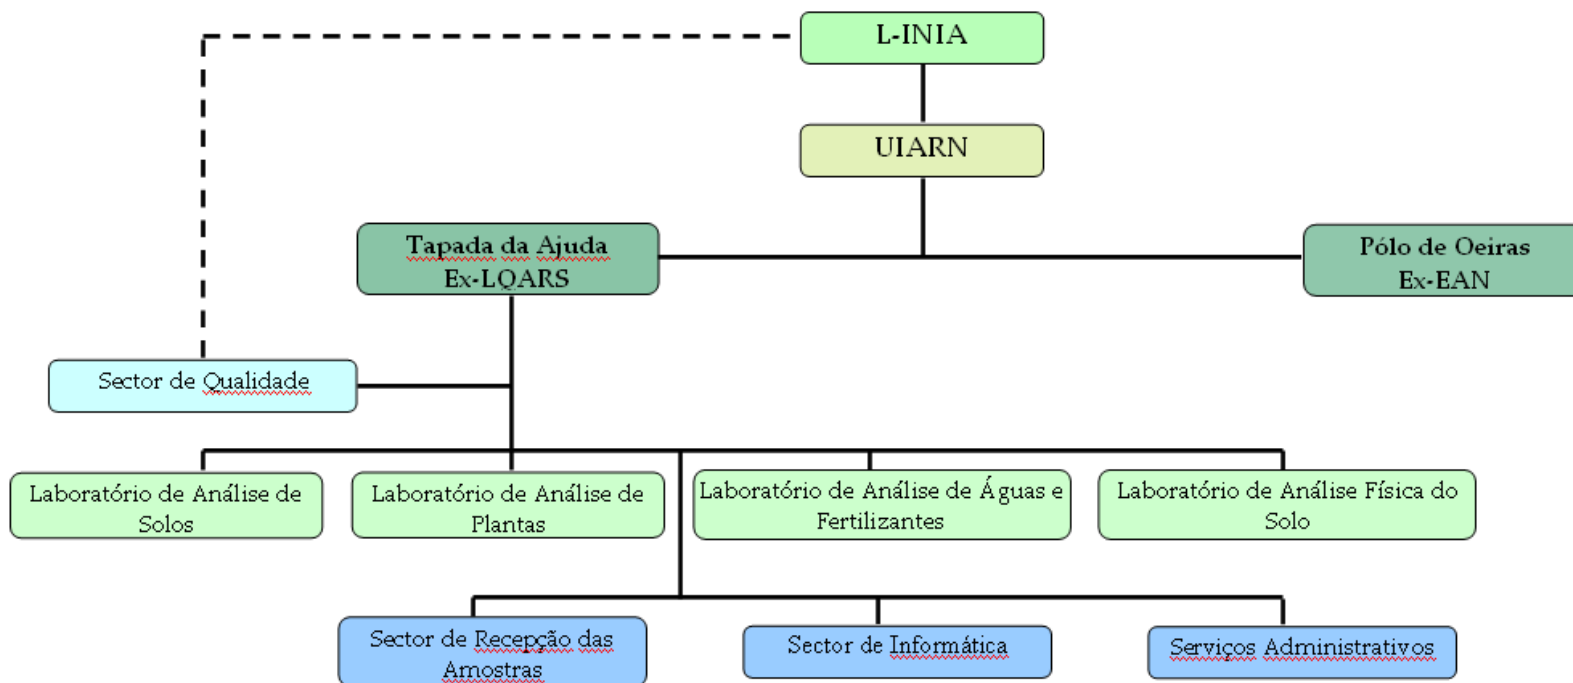 L-INIA
UIARN
Tapada da Ajuda
Ex-LQARS
Pólo de Oeiras
Ex-EAN
Sector de Qualidade
Laboratório de Análise de
Solos
Laboratório de Análise de
Plantas
Laboratório de Análise de Águas e
Fertilizantes
Laboratório de Análise Física do
Solo
Sector de Recepção das
Amostras
Sector de Informática
Serviços Administrativos